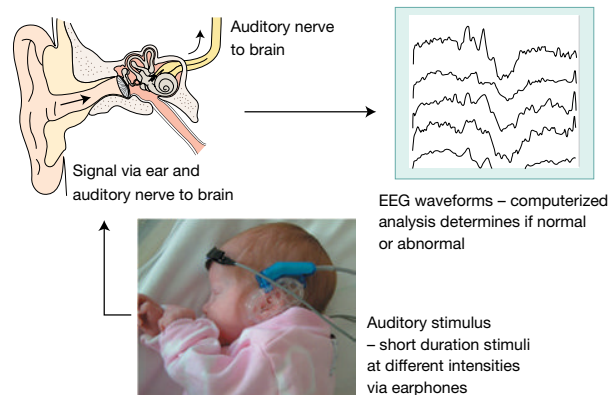 Auditory nerve
to brain
Signal via ear and
auditory nerve to brain
EEG waveforms – computerized
analysis determines if normal
or abnormal
Auditory stimulus
– short duration stimuli
at different intensities
via earphones